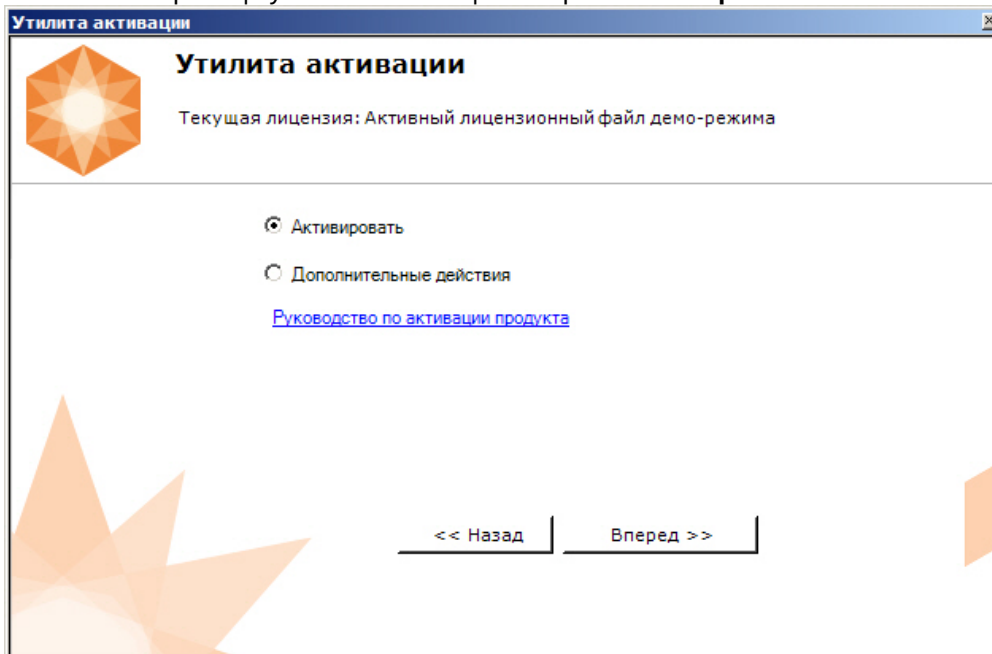 Утилита активации
Утилита активации
Текущая лицензия: Активный лицензионный файл демо-режима
Активировать
Дополнительные действия
Руководство по активации продукта
<< Назад
Вперед >>